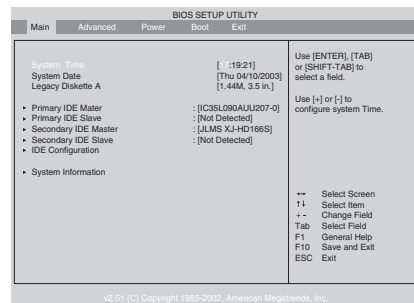 BIOS SETUP UTILITY
Main Advanced Power Boot Exit
System Time [17:19:21]
System Date [Thu 04/10/2003]
Legacy Diskette A [1.44M, 3.5 in.]
▸ Primary IDE Mater : [IC35L090AUU207-0]
▸ Primary IDE Slave : [Not Detected]
▸ Secondary IDE Master : [JLMS XJ-HD166S]
▸ Secondary IDE Slave : [Not Detected]
▸ IDE Configuration
▸ System Information
Use [ENTER], [TAB]
or [SHIFT-TAB] to
select a field.
Use [+] or [-] to
configure system Time.
↔ Select Screen
↑↓ Select Item
+ - Change Field
Tab Select Field
F1 General Help
F10 Save and Exit
ESC Exit
v2.51 (C) Copyright 1985-2002, American Megatrends, Inc.